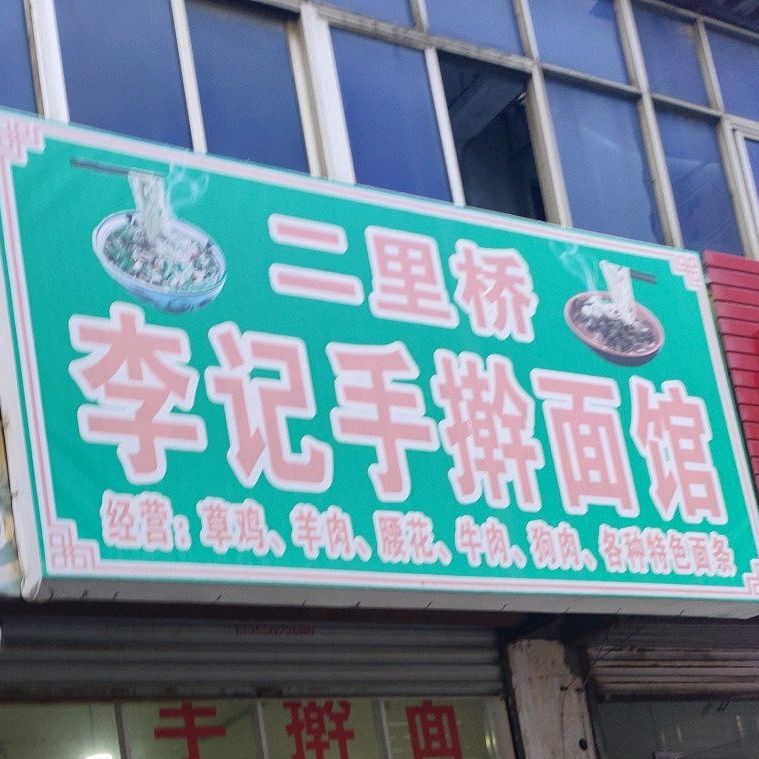 二里桥
李记手擀面馆
经营：草鸡、羊肉、腰花、牛肉、狗肉、各种特色面条
手擀面